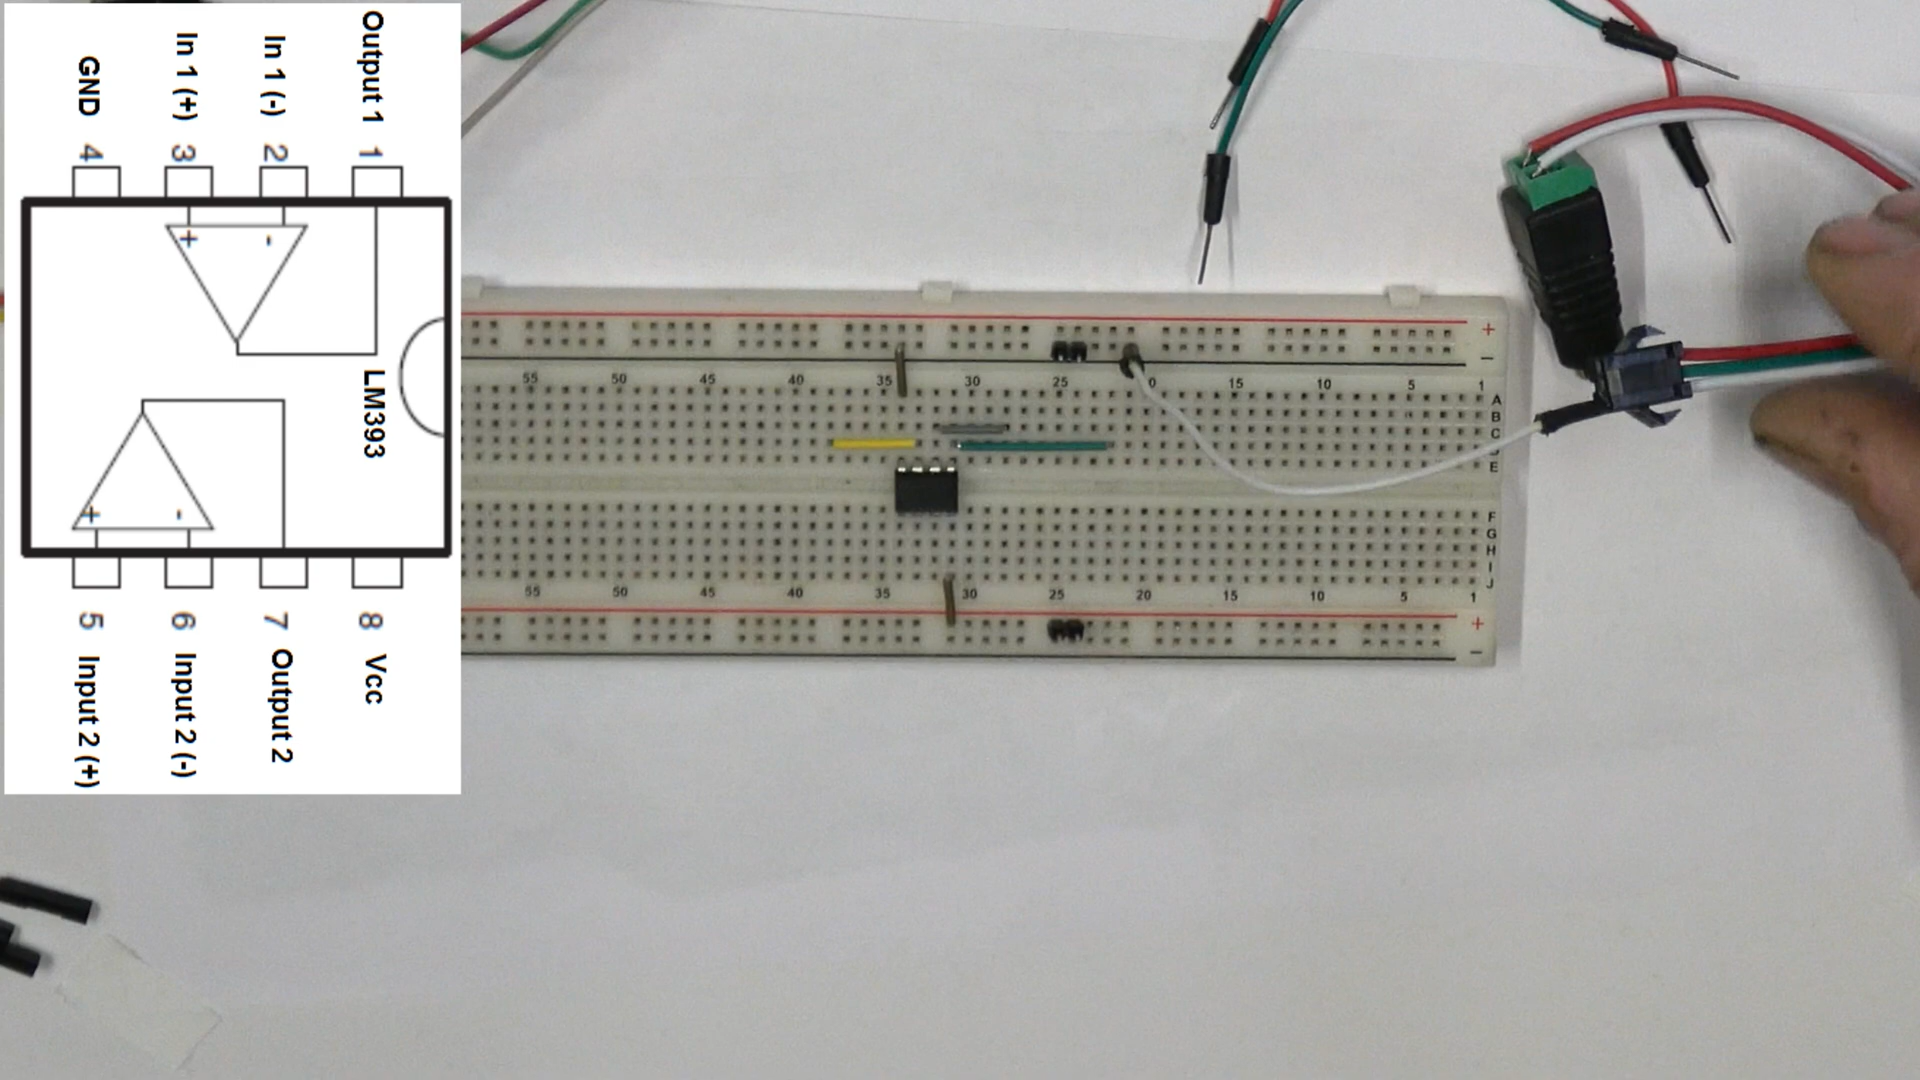 Output 1
In 1 (-)
In 1 (+)
GND
1
2
3
4
+ -
LM393
+ -
5 6 7 8
Input 2 (+)
Input 2 (-)
Output 2
Vcc
+
−
55 50 45 40 35 30 25 0 15 10 5 1
A
B
C
E
F
G
H
I
J
55 50 45 40 35 30 25 20 15 10 5 1
+
−